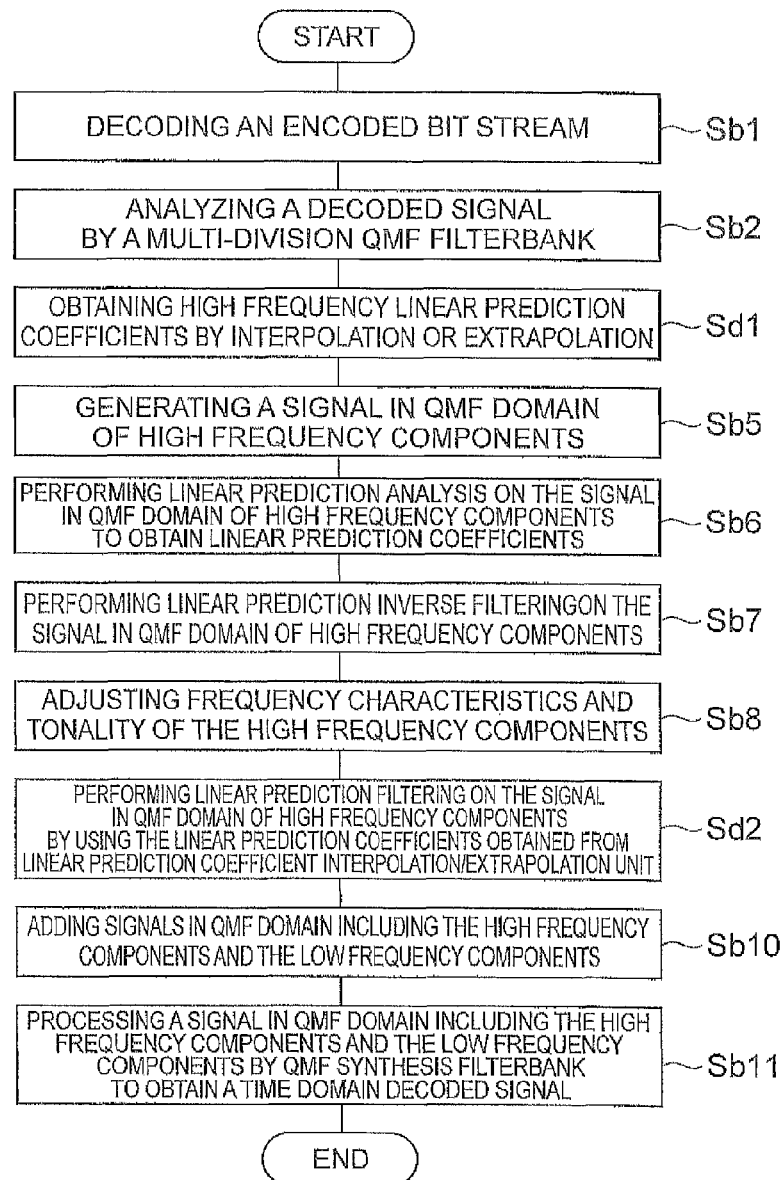 START
DECODING AN ENCODED BIT STREAM
Sb1
ANALYZING A DECODED SIGNAL
BY A MULTI-DIVISION QMF FILTERBANK
Sb2
OBTAINING HIGH FREQUENCY LINEAR PREDICTION
COEFFICIENTS BY INTERPOLATION OR EXTRAPOLATION
Sd1
GENERATING A SIGNAL IN QMF DOMAIN
OF HIGH FREQUENCY COMPONENTS
Sb5
PERFORMING LINEAR PREDICTION ANALYSIS ON THE SIGNAL
IN QMF DOMAIN OF HIGH FREQUENCY COMPONENTS
TO OBTAIN LINEAR PREDICTION COEFFICIENTS
Sb6
PERFORMING LINEAR PREDICTION INVERSE FILTERINGON THE
SIGNAL IN QMF DOMAIN OF HIGH FREQUENCY COMPONENTS
Sb7
ADJUSTING FREQUENCY CHARACTERISTICS AND
TONALITY OF THE HIGH FREQUENCY COMPONENTS
Sb8
PERFORMING LINEAR PREDICTION FILTERING ON THE SIGNAL
IN QMF DOMAIN OF HIGH FREQUENCY COMPONENTS
BY USING THE LINEAR PREDICTION COEFFICIENTS OBTAINED FROM
LINEAR PREDICTION COEFFICIENT INTERPOLATION/EXTRAPOLATION UNIT
Sd2
ADDING SIGNALS IN QMF DOMAIN INCLUDING THE HIGH FREQUENCY
COMPONENTS AND THE LOW FREQUENCY COMPONENTS
Sb10
PROCESSING A SIGNAL IN QMF DOMAIN INCLUDING THE HIGH
FREQUENCY COMPONENTS AND THE LOW FREQUENCY
COMPONENTS BY QMF SYNTHESIS FILTERBANK
TO OBTAIN A TIME DOMAIN DECODED SIGNAL
Sb11
END